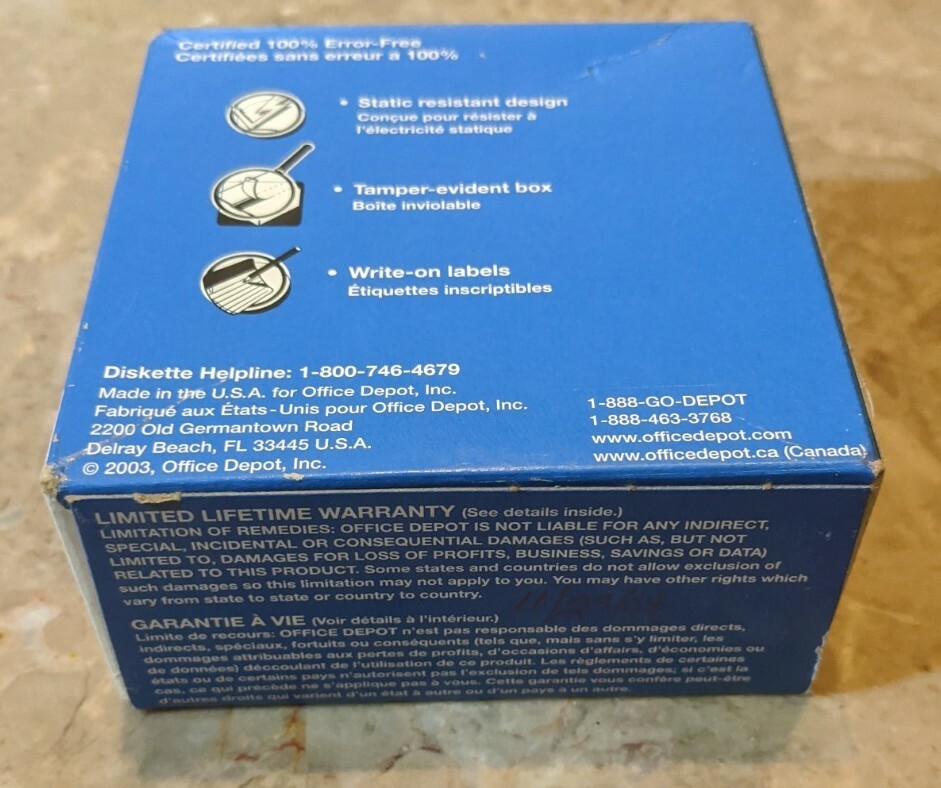 Certified 100% Error-Free
Certifiées sans erreur à 100%
• Static resistant design
Conçue pour résister à
l'électricité statique
• Tamper-evident box
Boîte inviolable
• Write-on labels
Étiquettes inscriptibles
Diskette Helpline: 1-800-746-4679
Made in the U.S.A. for Office Depot, Inc.
Fabriqué aux États-Unis pour Office Depot, Inc.
2200 Old Germantown Road
Delray Beach, FL 33445 U.S.A.
© 2003, Office Depot, Inc.
1-888-GO-DEPOT
1-888-463-3768
www.officedepot.com
www.officedepot.ca (Canada)
LIMITED LIFETIME WARRANTY (See details inside.)
LIMITATION OF REMEDIES: OFFICE DEPOT IS NOT LIABLE FOR ANY INDIRECT,
SPECIAL, INCIDENTAL OR CONSEQUENTIAL DAMAGES (SUCH AS, BUT NOT
LIMITED TO, DAMAGES FOR LOSS OF PROFITS, BUSINESS, SAVINGS OR DATA)
RELATED TO THIS PRODUCT. Some states and countries do not allow exclusion of
such damages so this limitation may not apply to you. You may have other rights which
vary from state to state or country to country.
GARANTIE À VIE (Voir détails à l'intérieur.)
Limite de recours: OFFICE DEPOT n'est pas responsable des dommages directs,
indirects, spéciaux, fortuits ou conséquents (tels que, mais sans s'y limiter, les
dommages attribuables aux pertes de profits, d'occasions d'affairs, d'économies ou
de données) découlant de l'utilisation de ce produit. Les règlements de certaines
états ou de certains pays n'autorisent pas l'exclusion de tels dommages; si c'est la
cas, ce qui précède ne s'applique pas à vous. Cette garantie vous confère peut-être
d'autres droits qui varient d'un état à autre ou d'un pays à un autre.